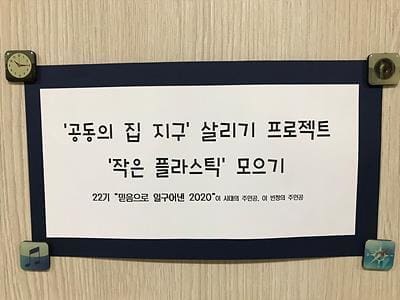 '공동의 집 지구' 살리기 프로젝트
'작은 플라스틱' 모으기
22기 "믿음으로 일구어낸 2020"이 시대의 주인공, 이 반정의 주인공